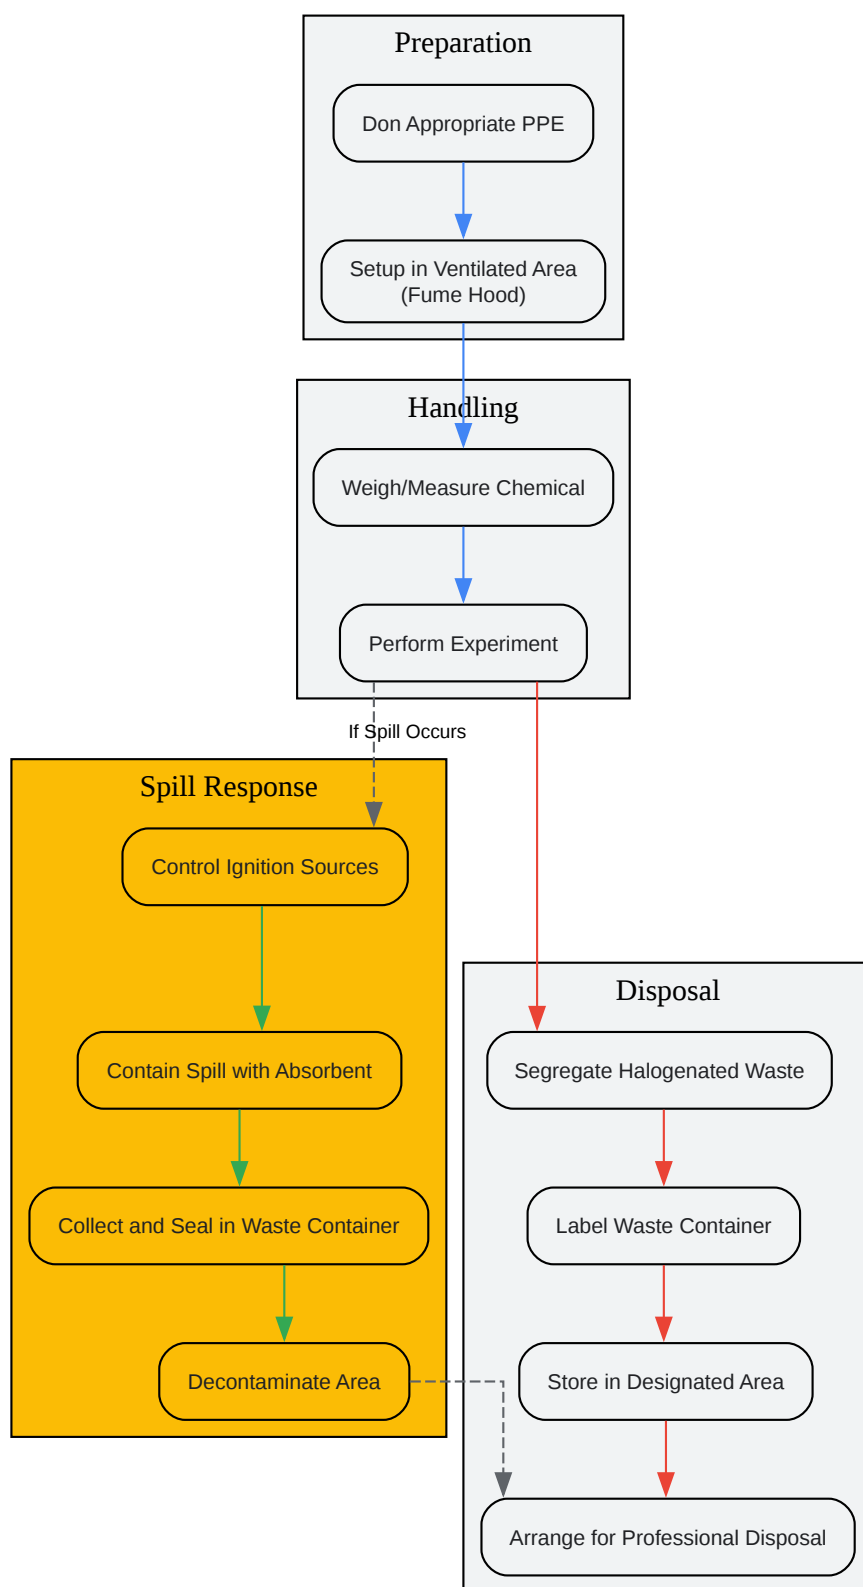 Preparation
Don Appropriate PPE
Setup in Ventilated Area
(Fume Hood)
Handling
Weigh/Measure Chemical
Perform Experiment
If Spill Occurs
Spill Response
Control Ignition Sources
Contain Spill with Absorbent
Collect and Seal in Waste Container
Decontaminate Area
Disposal
Segregate Halogenated Waste
Label Waste Container
Store in Designated Area
Arrange for Professional Disposal